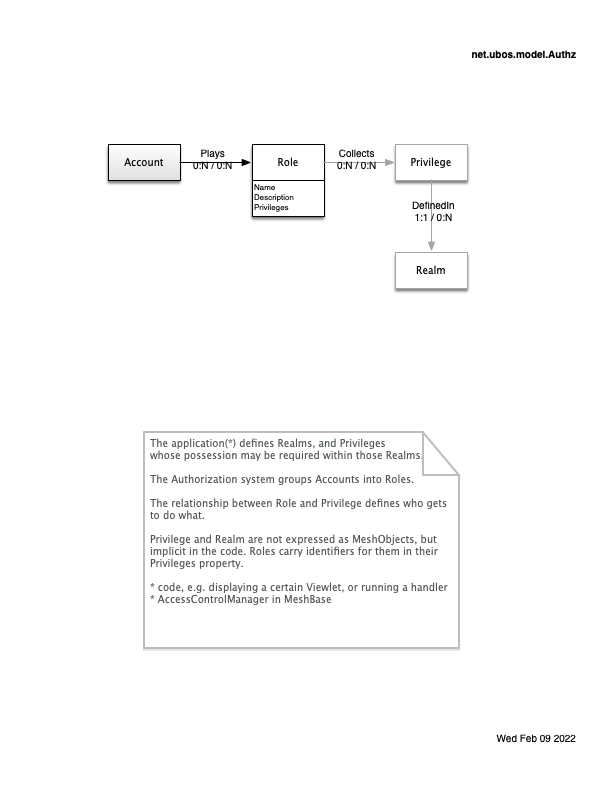 net.ubos.model.Authz
Account
Plays
0:N / 0:N
Role
Name
Description
Privileges
Collects
0:N / 0:N
Privilege
DefinedIn
1:1 / 0:N
Realm
The application(*) defines Realms, and Privileges
whose possession may be required within those Realms.
The Authorization system groups Accounts into Roles.
The relationship between Role and Privilege defines who gets
to do what.
Privilege and Realm are not expressed as MeshObjects, but
implicit in the code. Roles carry identifiers for them in their
Privileges property.
* code, e.g. displaying a certain Viewlet, or running a handler
* AccessControlManager in MeshBase
Wed Feb 09 2022